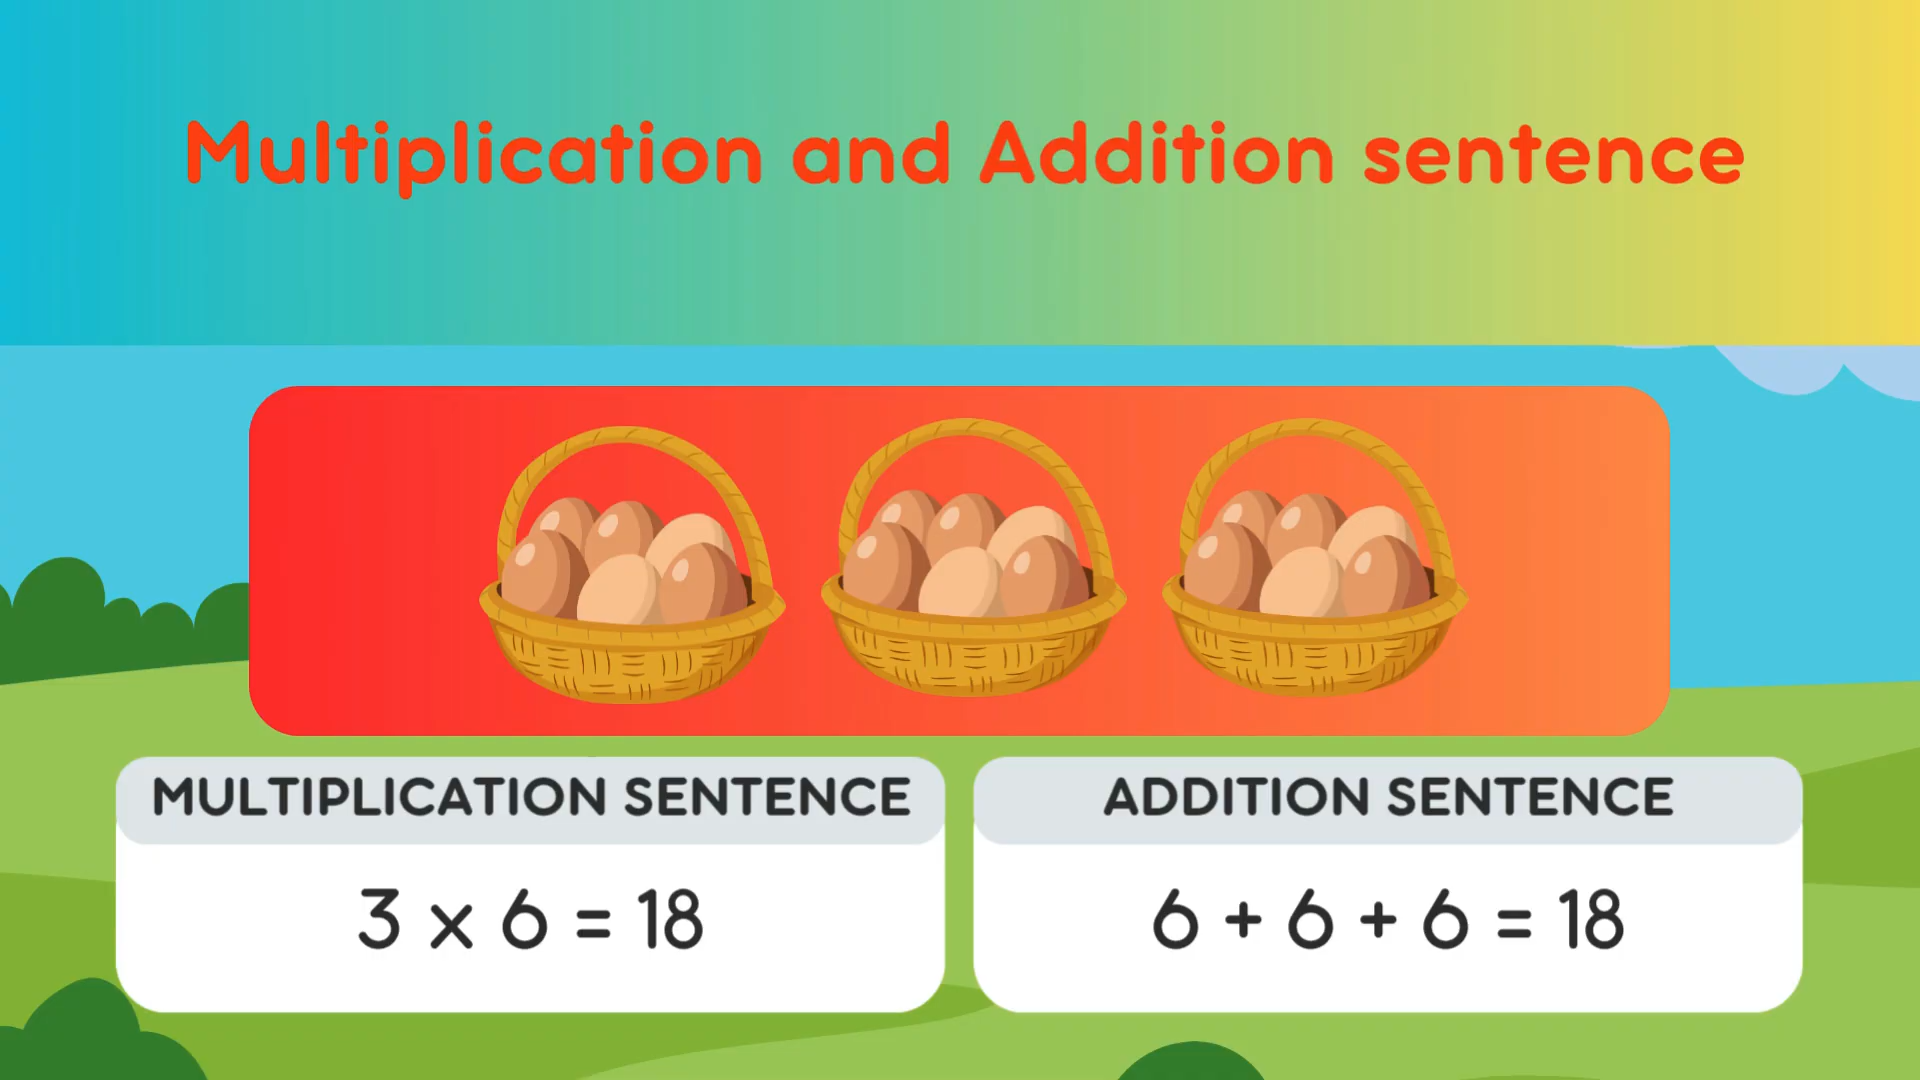 Multiplication and Addition sentence
MULTIPLICATION SENTENCE
3 x 6 = 18
ADDITION SENTENCE
6 + 6 + 6 = 18